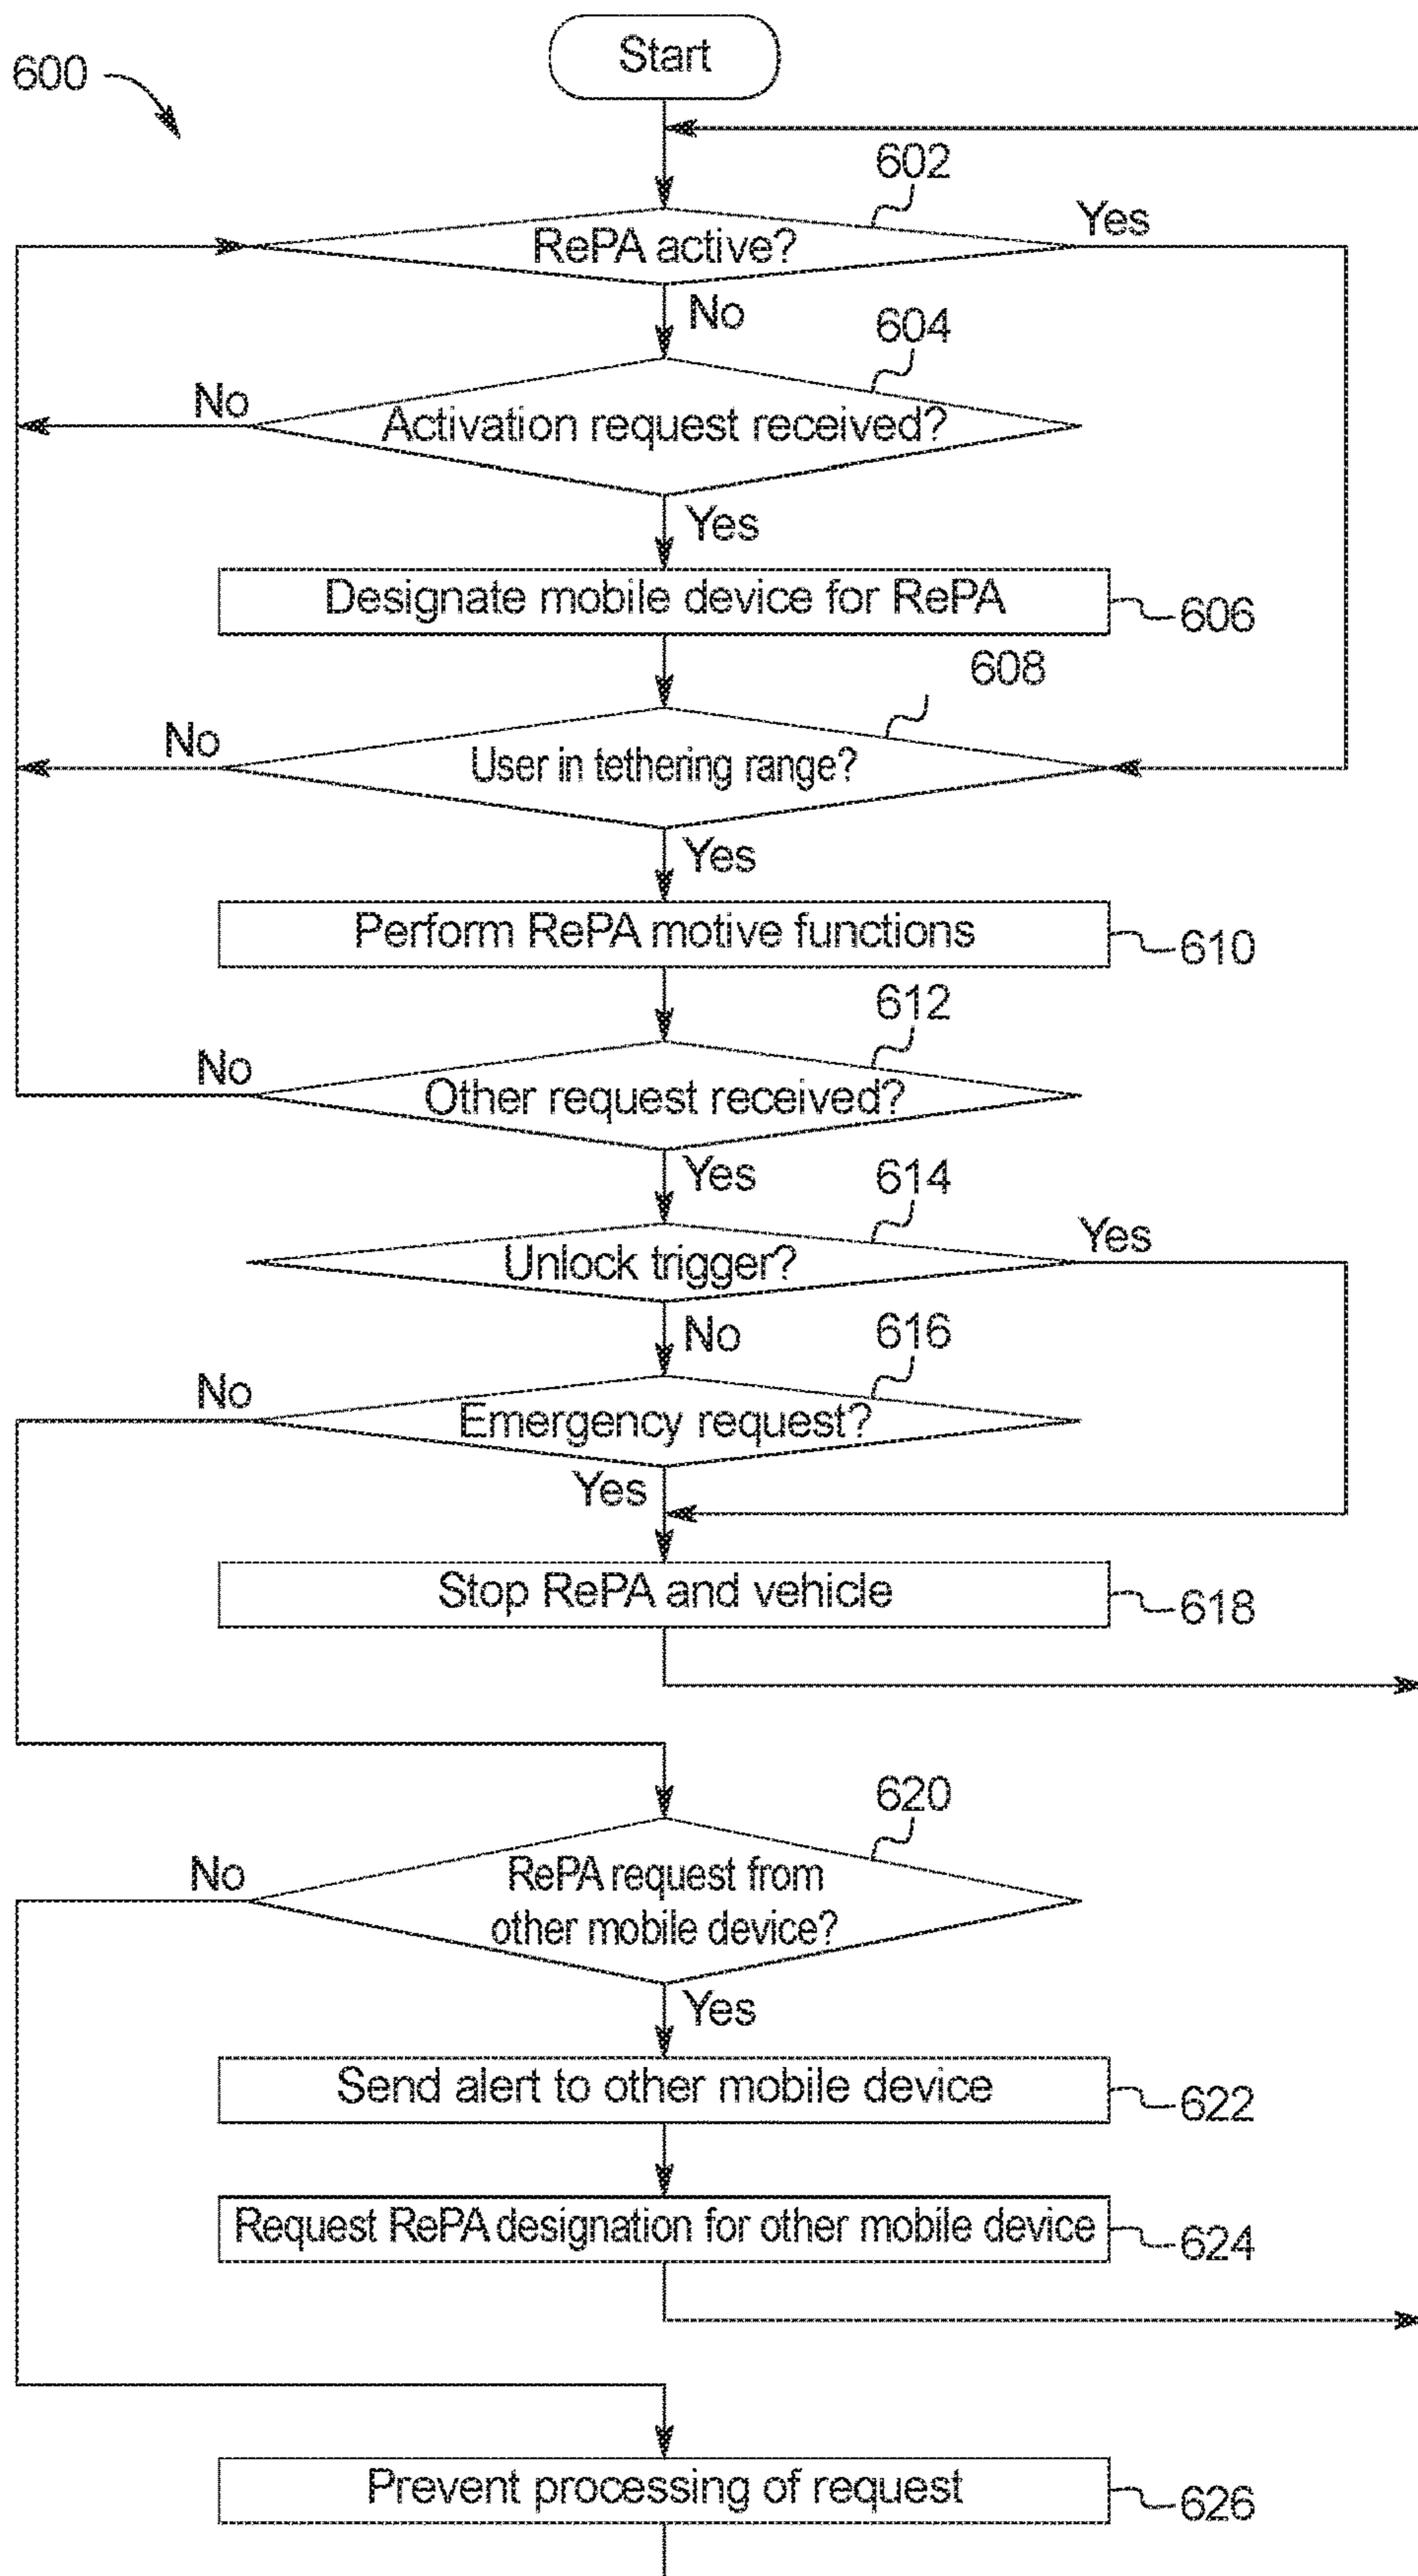 Start
600
602
RePA active?
Yes
No
604
No
Activation request received?
Yes
Designate mobile device for RePA
606
608
No
User in tethering range?
Yes
Perform RePA motive functions
610
612
No
Other request received?
Yes
614
Yes
Unlock trigger?
No
616
No
Emergency request?
Yes
Stop RePA and vehicle
618
620
No
RePA request from
other mobile device?
Yes
Send alert to other mobile device
622
Request RePA designation for other mobile device
624
Prevent processing of request
626